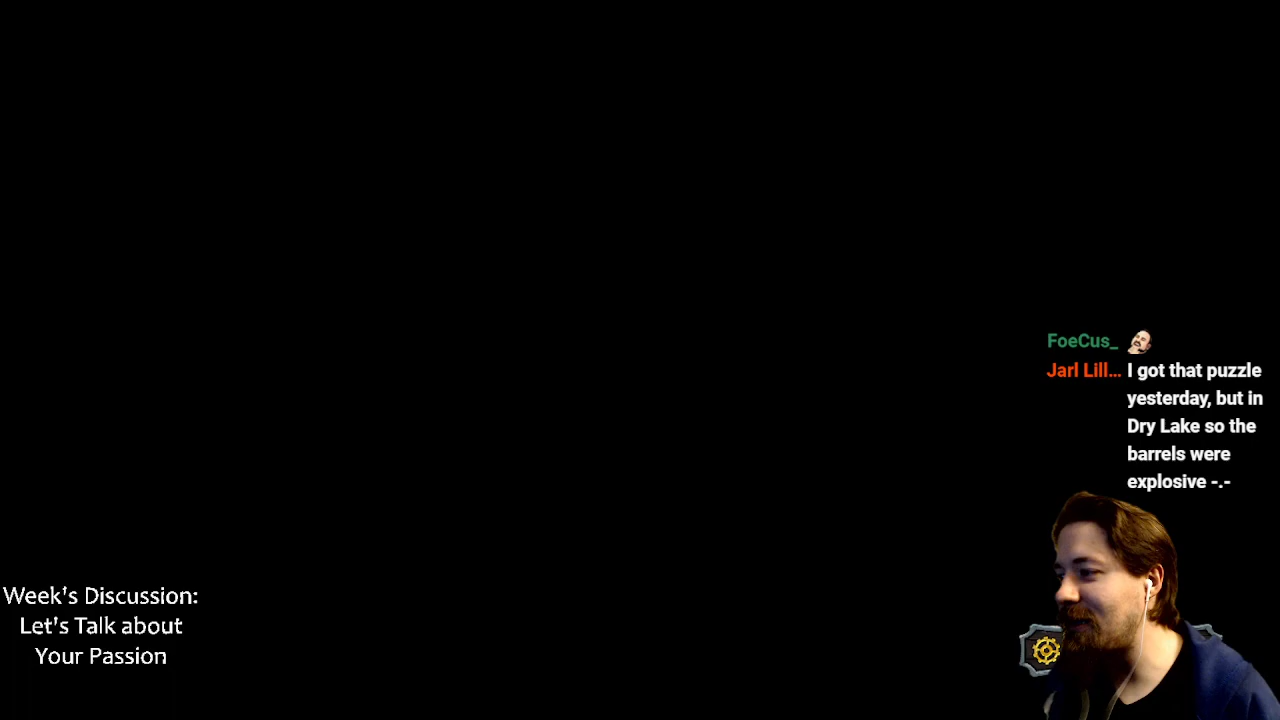 FoeCus_
Jarl Lill... I got that puzzle
yesterday, but in
Dry Lake so the
barrels were
explosive -.-
Week's Discussion:
Let's Talk about
Your Passion